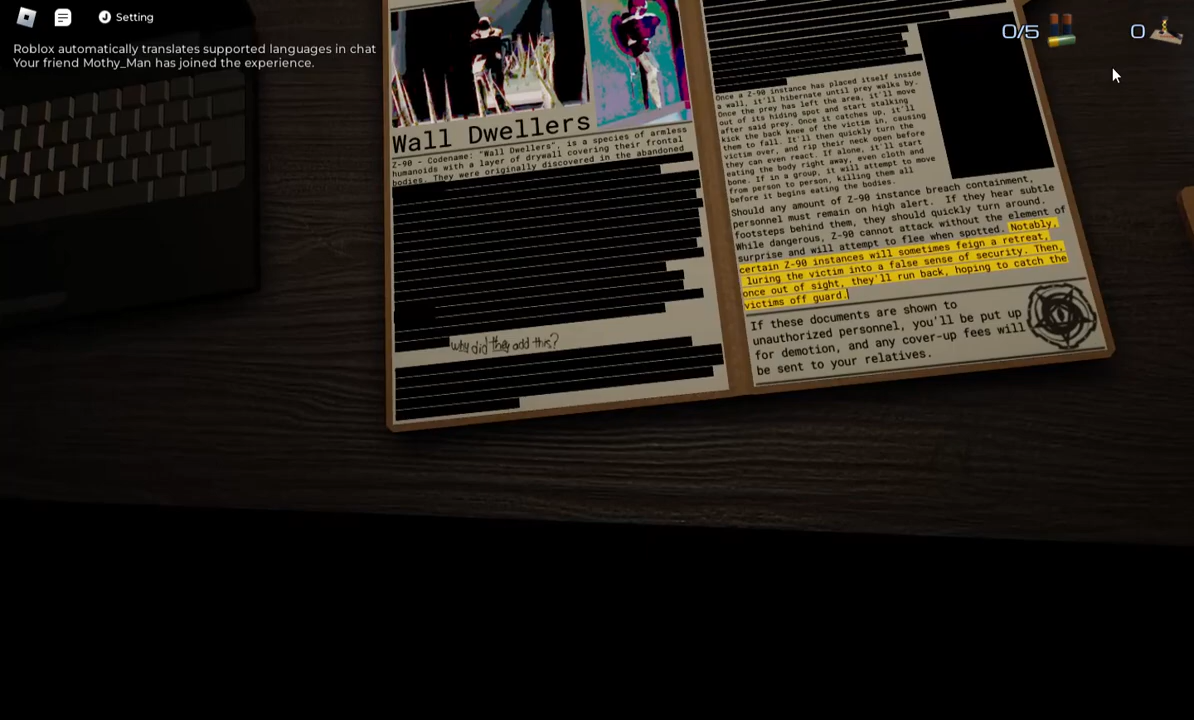 Setting
0/5
0
Roblox automatically translates supported languages in chat
Your friend Mothy_Man has joined the experience.
Wall Dwellers
Z-90 - Codename: "Wall Dwellers", is a species of armless
humanoids with a layer of drywall covering their frontal
bodies. They were originally discovered in the abandoned
why did they add this?
Once a Z-90 instance has placed itself inside
a wall, it'll hibernate until prey walks by.
Once the prey has left the area, it'll move
out of its hiding spot and start stalking
after said prey. Once it catches up, it'll
kick the back knee of the victim in, causing
them to fall. It'll then quickly turn the
victim over, and rip their neck open before
they can even react. If alone, it'll start
eating the body right away, even cloth and
bone. If in a group, it will attempt to move
from person to person, killing them all
before it begins eating the bodies.
Should any amount of Z-90 instance breach containment,
personnel must remain on high alert. If they hear subtle
footsteps behind them, they should quickly turn around.
While dangerous, Z-90 cannot attack without the element of
surprise and will attempt to flee when spotted. Notably,
certain Z-90 instances will sometimes feign a retreat,
luring the victim into a false sense of security. Then,
once out of sight, they'll run back, hoping to catch the
victims off guard.
If these documents are shown to
unauthorized personnel, you'll be put up
for demotion, and any cover-up fees will
be sent to your relatives.